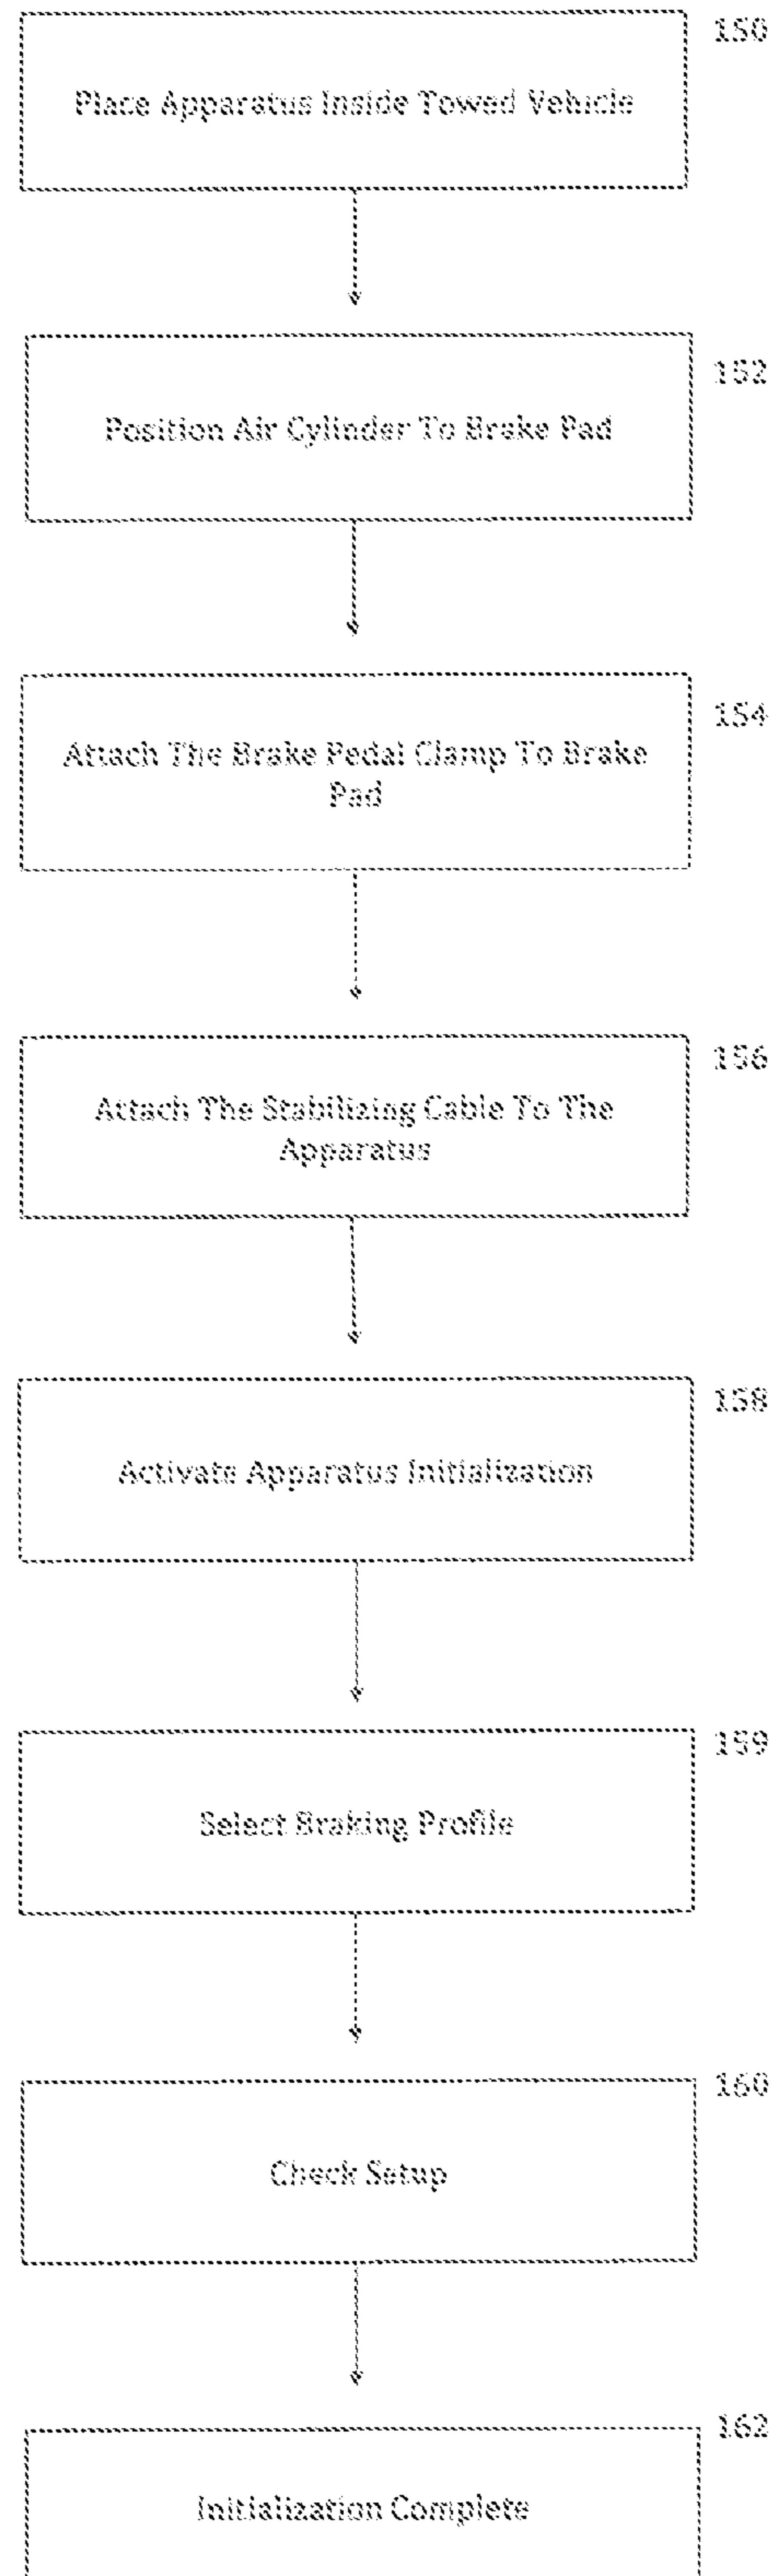 150
Place Apparatus Inside Towed Vehicle
152
Position Air Cylinder To Brake Pad
154
Attach The Brake Pedal Clamp To Brake
Pad
156
Attach The Stabilizing Cable To The
Apparatus
158
Activate Apparatus Initialization
159
Select Braking Profile
160
Check Setup
162
Initialization Complete